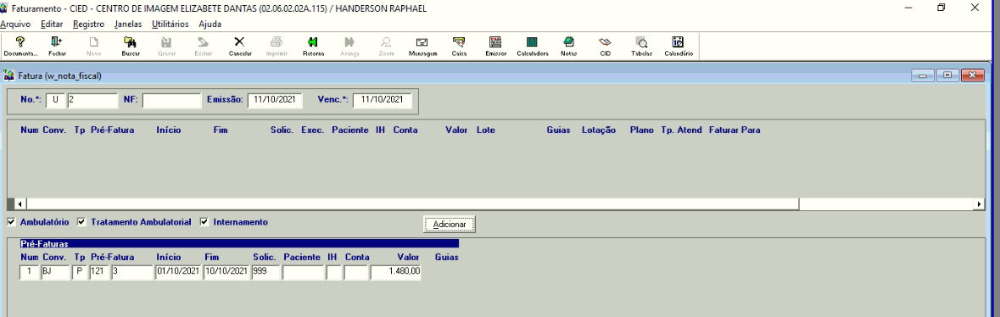 Faturamento - CIED - CENTRO DE IMAGEM ELIZABETE DANTAS (02.06.02.02A.115) / HANDERSON RAPHAEL
Arquivo Editar Registro Janelas Utilitários Ajuda
Documenta... Fechar Novo Buscar Gravar Excluir Cancelar Imprimir Retorna Avança Zoom Mensagem Caixa Emissor Calculadora Notas CID Tabelas Calendário
Fatura (w_nota_fiscal)
No.*: U 2 NF: Emissão: 11/10/2021 Venc.*: 11/10/2021
Num Conv. Tp Pré-Fatura Início Fim Solic. Exec. Paciente IH Conta Valor Lote Guias Lotação Plano Tp. Atend Faturar Para
Ambulatório Tratamento Ambulatorial Internamento Adicionar
Pré-Faturas
Num Conv. Tp Pré-Fatura Início Fim Solic. Paciente IH Conta Valor Guias
1 BJ P 121 3 01/10/2021 10/10/2021 999 1.480,00